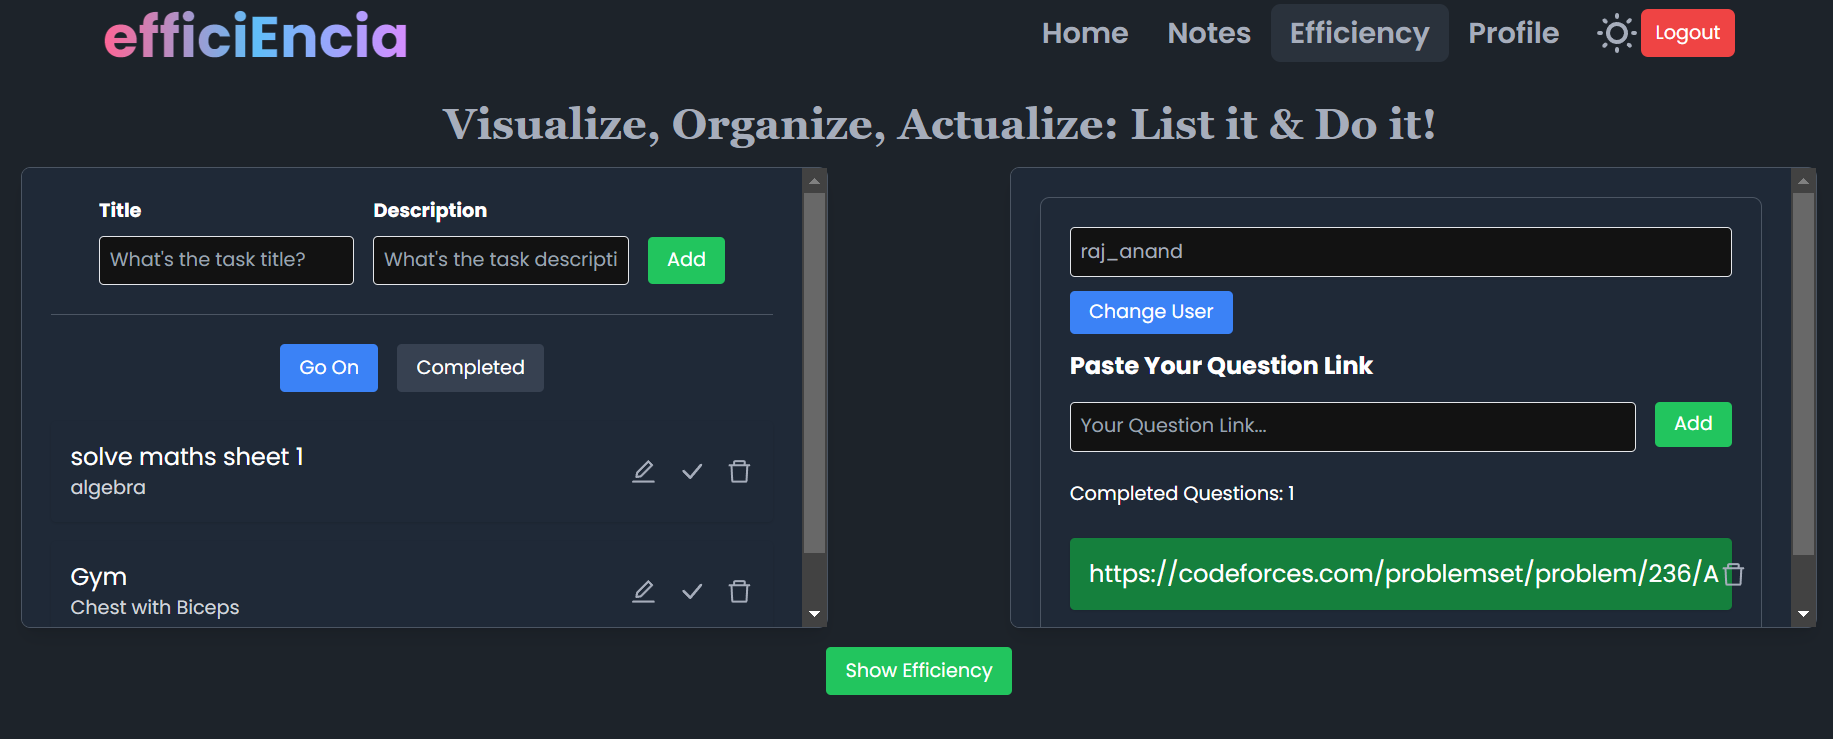 efficiEncia
Home Notes Efficiency Profile Logout
Visualize, Organize, Actualize: List it & Do it!
Title Description
What's the task title? What's the task descripti Add
Go On Completed
solve maths sheet 1
algebra
Gym
Chest with Biceps
raj_anand
Change User
Paste Your Question Link
Your Question Link... Add
Completed Questions: 1
https://codeforces.com/problemset/problem/236/A
Show Efficiency